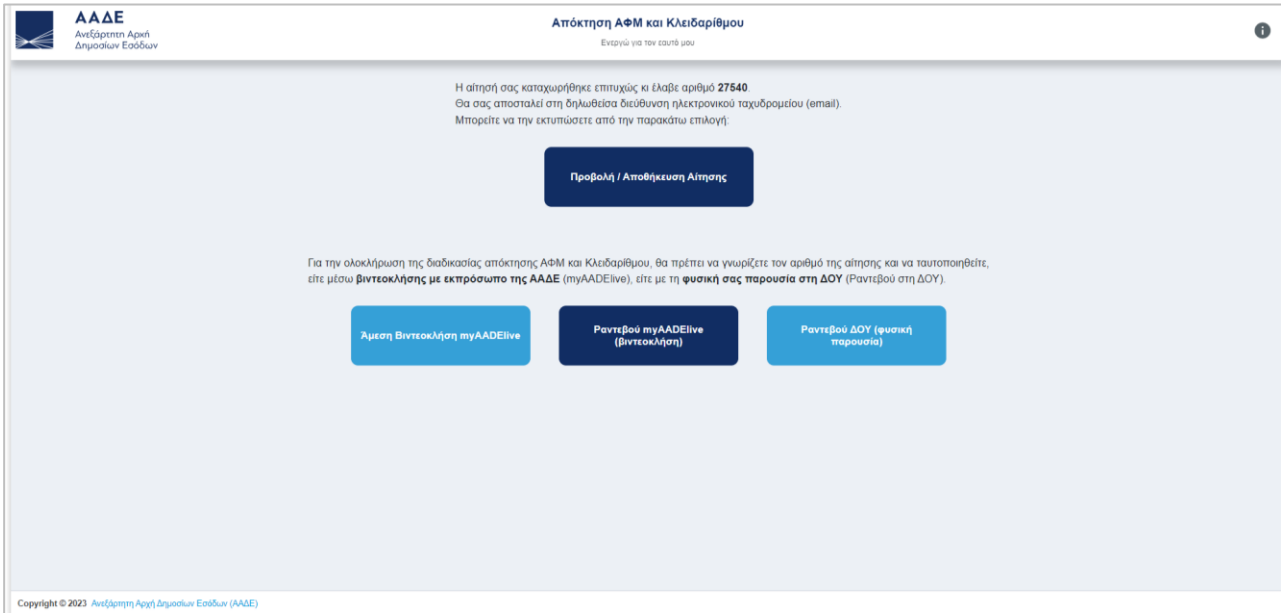 ΑΑΔΕ
Ανεξάρτητη Αρχή
Δημοσίων Εσόδων
Απόκτηση ΑΦΜ και Κλειδαρίθμου
Ενεργώ για τον εαυτό μου
Η αίτησή σας καταχωρήθηκε επιτυχώς κι έλαβε αριθμό 27540.
Θα σας αποσταλεί στη δηλωθείσα διεύθυνση ηλεκτρονικού ταχυδρομείου (email).
Μπορείτε να την εκτυπώσετε από την παρακάτω επιλογή:
Προβολή / Αποθήκευση Αίτησης
Για την ολοκλήρωση της διαδικασίας απόκτησης ΑΦΜ και Κλειδαρίθμου, θα πρέπει να γνωρίζετε τον αριθμό της αίτησης και να ταυτοποιηθείτε,
είτε μέσω βιντεοκλήσης με εκπρόσωπο της ΑΑΔΕ (myAADElive), είτε με τη φυσική σας παρουσία στη ΔΟΥ (Ραντεβού στη ΔΟΥ).
Άμεση Βιντεοκλήση myAADElive
Ραντεβού myAADElive
(βιντεοκλήση)
Ραντεβού ΔΟΥ (φυσική
παρουσία)
Copyright © 2023 Ανεξάρτητη Αρχή Δημοσίων Εσόδων (ΑΑΔΕ)